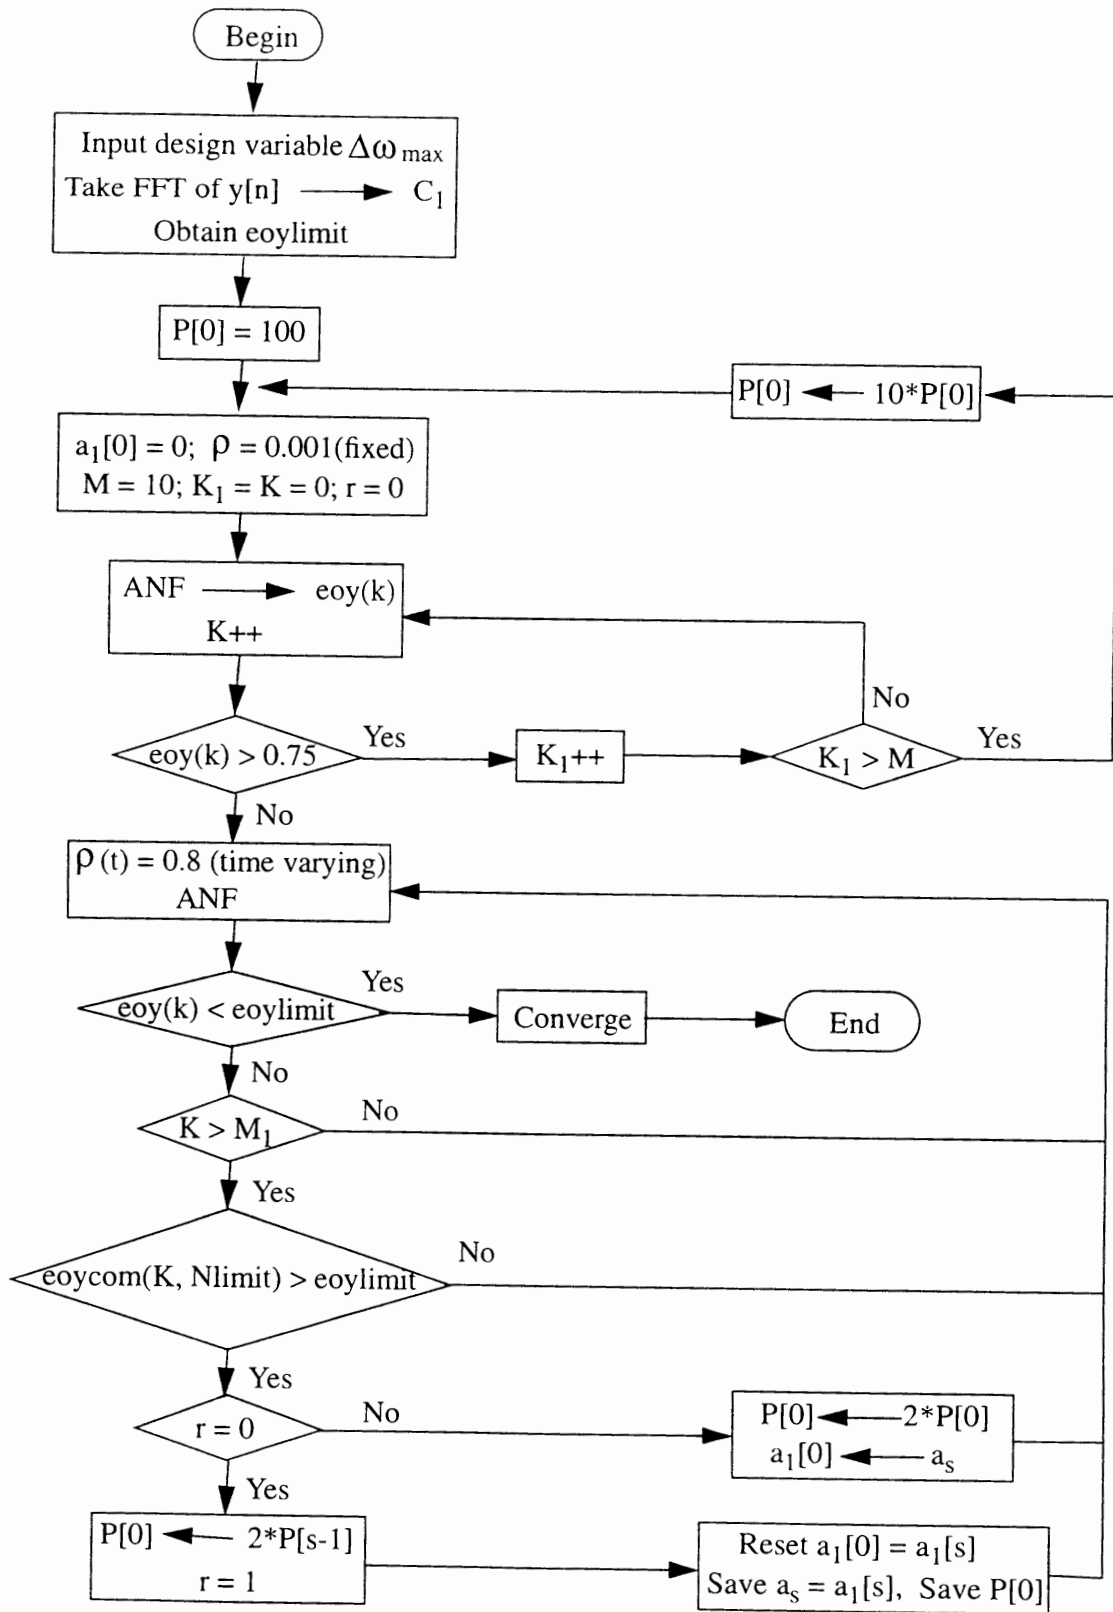 Begin
Input design variable Δω max
Take FFT of y[n] → C1
Obtain eoylimit
P[0] = 100
P[0] ← 10*P[0]
a1[0] = 0; ρ = 0.001(fixed)
M = 10; K1 = K = 0; r = 0
ANF → eoy(k)
K++
No
eoy(k) > 0.75
Yes
K1++
K1 > M
Yes
No
ρ(t) = 0.8 (time varying)
ANF
eoy(k) < eoylimit
Yes
Converge
End
No
K > M1
No
Yes
eoycom(K, Nlimit) > eoylimit
No
Yes
r = 0
No
P[0] ← 2*P[0]
a1[0] ← as
Yes
P[0] ← 2*P[s-1]
r = 1
Reset a1[0] = a1[s]
Save as = a1[s], Save P[0]